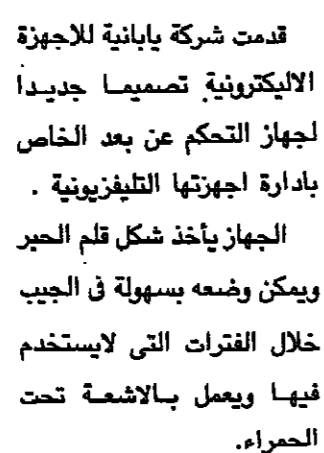 قدمت شركة يابانية للاجهزة
الاليكترونية تصميما جديدا
لجهاز التحكم عن بعد الخاص
بادارة اجهزتها التليفزيونية .
الجهاز يأخذ شكل قلم الحبر
ويمكن وضعه بسهولة فى الجيب
خلال الفترات التى لايستخدم
فيها ويعمل بالاشعة تحت
الحمراء.